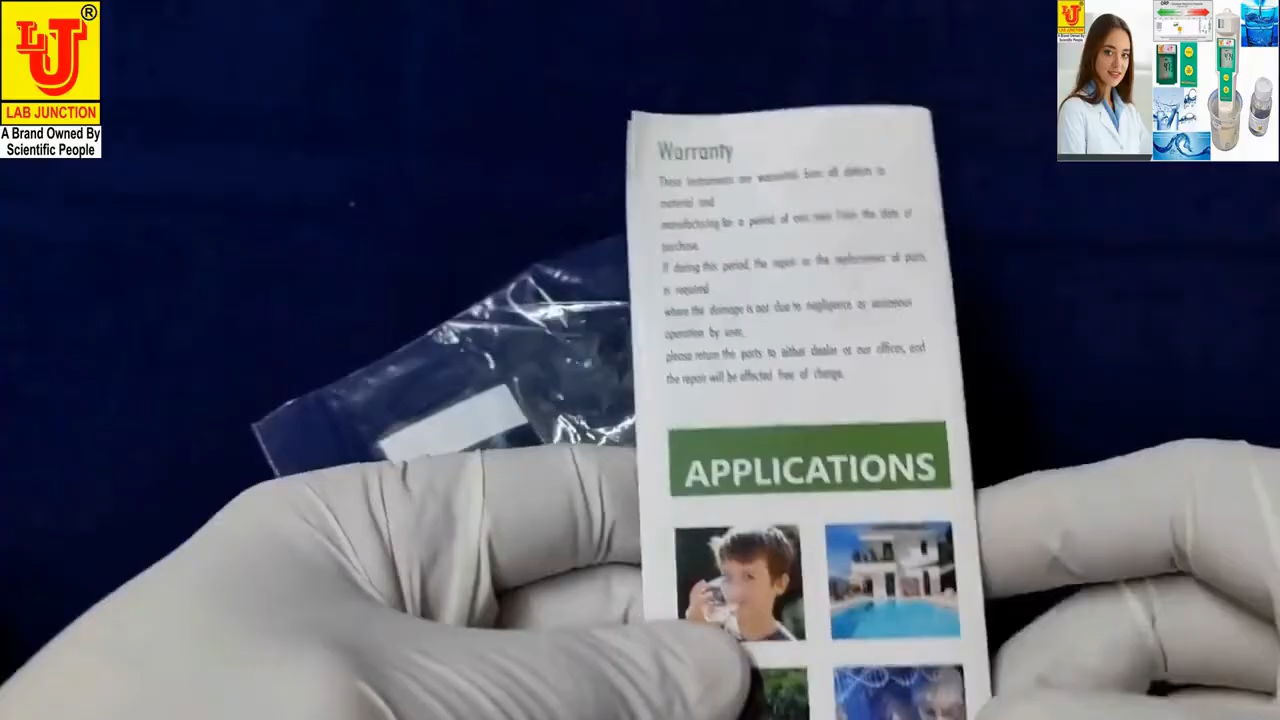 LJ ®
LAB JUNCTION
A Brand Owned By
Scientific People
ORP
Warranty
These instruments are warranted from all defects in
material and
manufacturing for a period of one year from the date of
purchase.
If during this period, the repair or the replacement of parts
is required
where the damage is not due to negligence or erroneous
operation by user,
please return the parts to either dealer or our offices, and
the repair will be effected free of charge.
APPLICATIONS